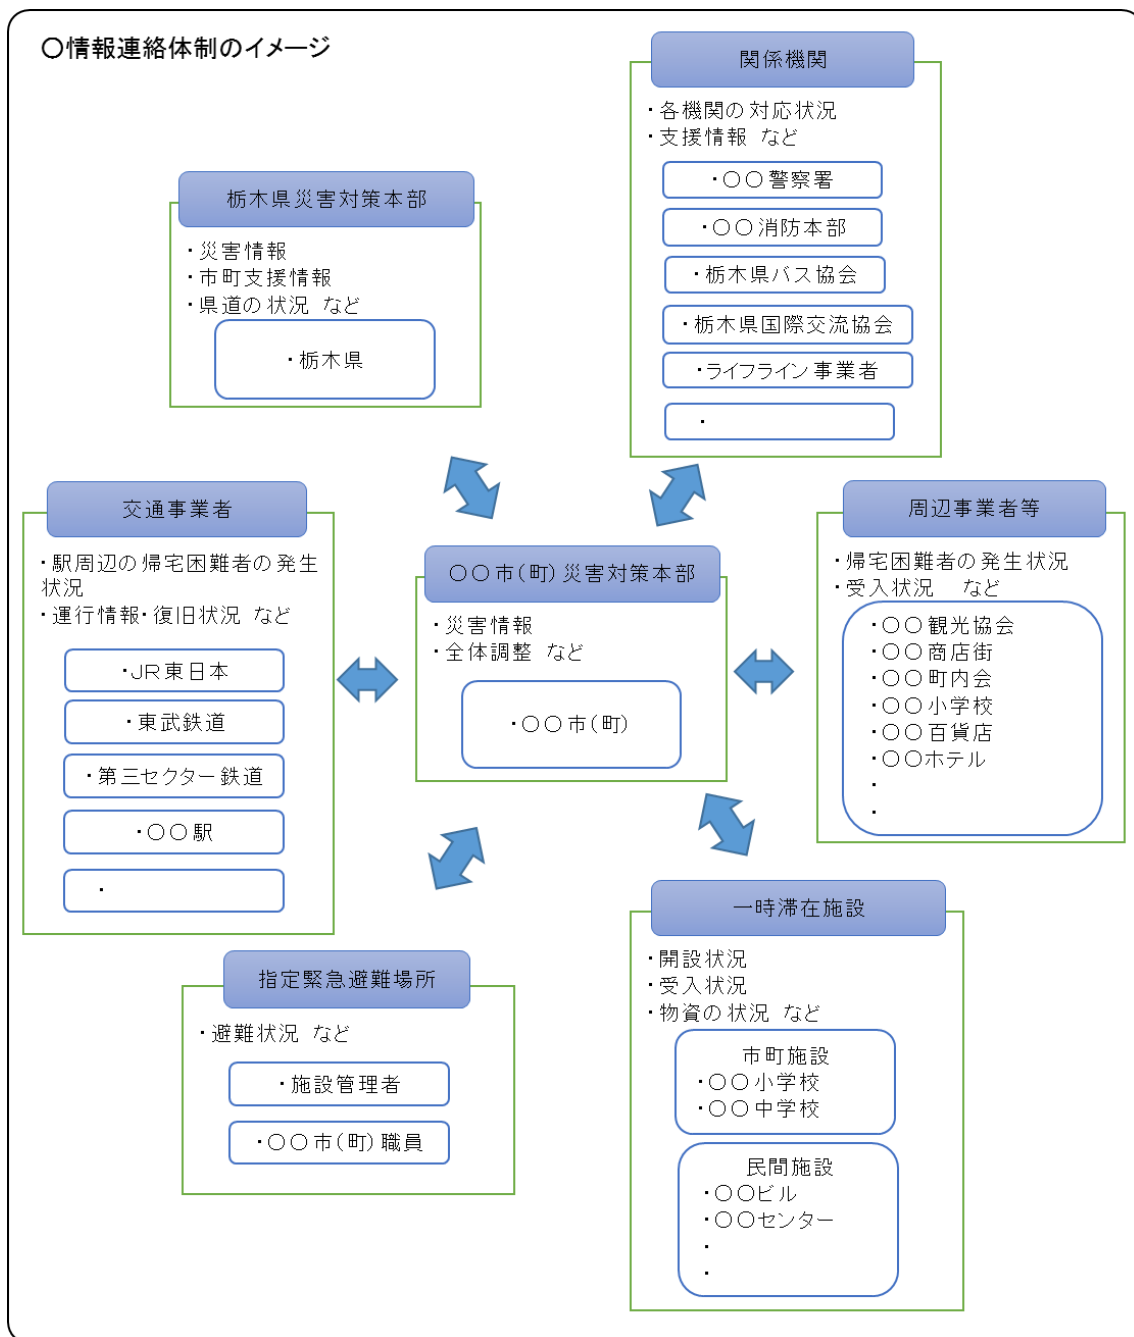 〇情報連絡体制のイメージ
関係機関
・各機関の対応状況
・支援情報 など
・〇〇警察署
・〇〇消防本部
・栃木県バス協会
・栃木県国際交流協会
・ライフライン事業者
・
栃木県災害対策本部
・災害情報
・市町支援情報
・県道の状況 など
・栃木県
交通事業者
・駅周辺の帰宅困難者の発生
状況
・運行情報・復旧状況 など
・JR東日本
・東武鉄道
・第三セクター鉄道
・〇〇駅
・
〇〇市(町)災害対策本部
・災害情報
・全体調整 など
・〇〇市(町)
周辺事業者等
・帰宅困難者の発生状況
・受入状況 など
・〇〇観光協会
・〇〇商店街
・〇〇町内会
・〇〇小学校
・〇〇百貨店
・〇〇ホテル
・
・
指定緊急避難場所
・避難状況 など
・施設管理者
・〇〇市(町)職員
一時滞在施設
・開設状況
・受入状況
・物資の状況 など
市町施設
・〇〇小学校
・〇〇中学校
民間施設
・〇〇ビル
・〇〇センター
・
・